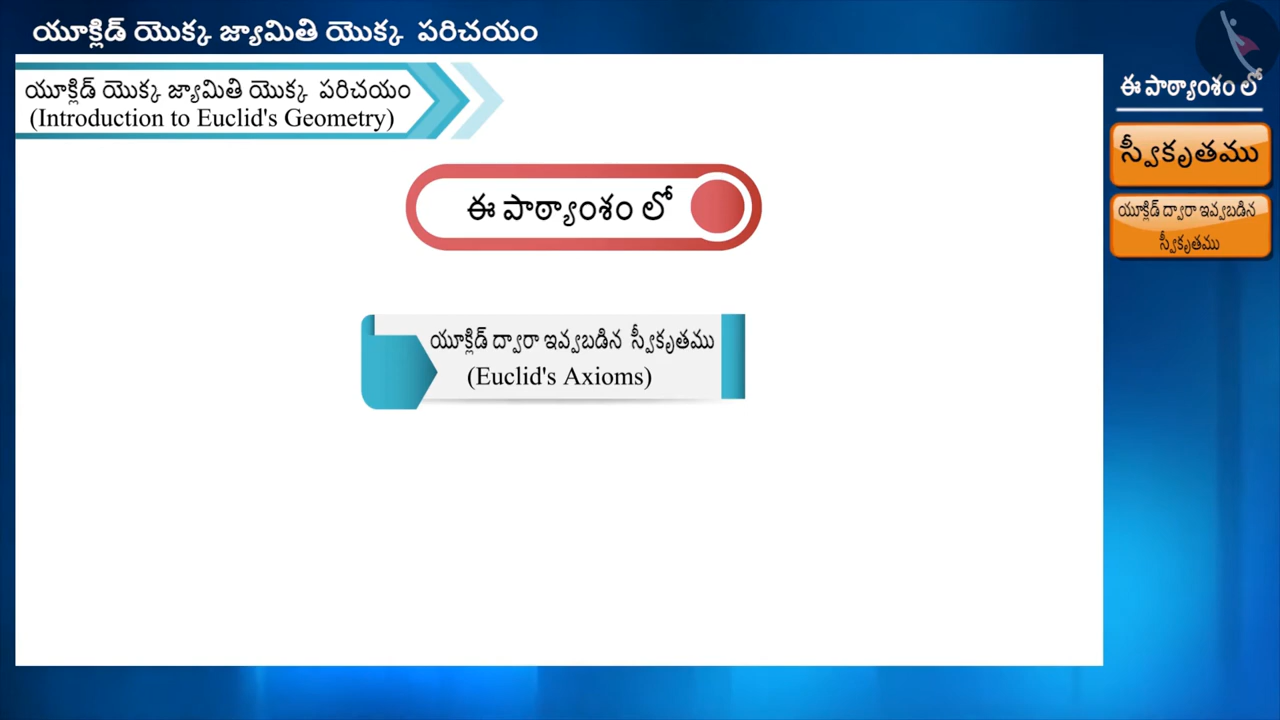 యూక్లిడ్ యొక్క జ్యామితి యొక్క పరిచయం
యూక్లిడ్ యొక్క జ్యామితి యొక్క పరిచయం
(Introduction to Euclid's Geometry)
ఈ పాఠ్యాంశం లో
యూక్లిడ్ ద్వారా ఇవ్వబడిన స్వీకృతము
(Euclid's Axioms)
ఈ పాఠ్యాంశం లో
స్వీకృతము
యూక్లిడ్ ద్వారా ఇవ్వబడిన
స్వీకృతము